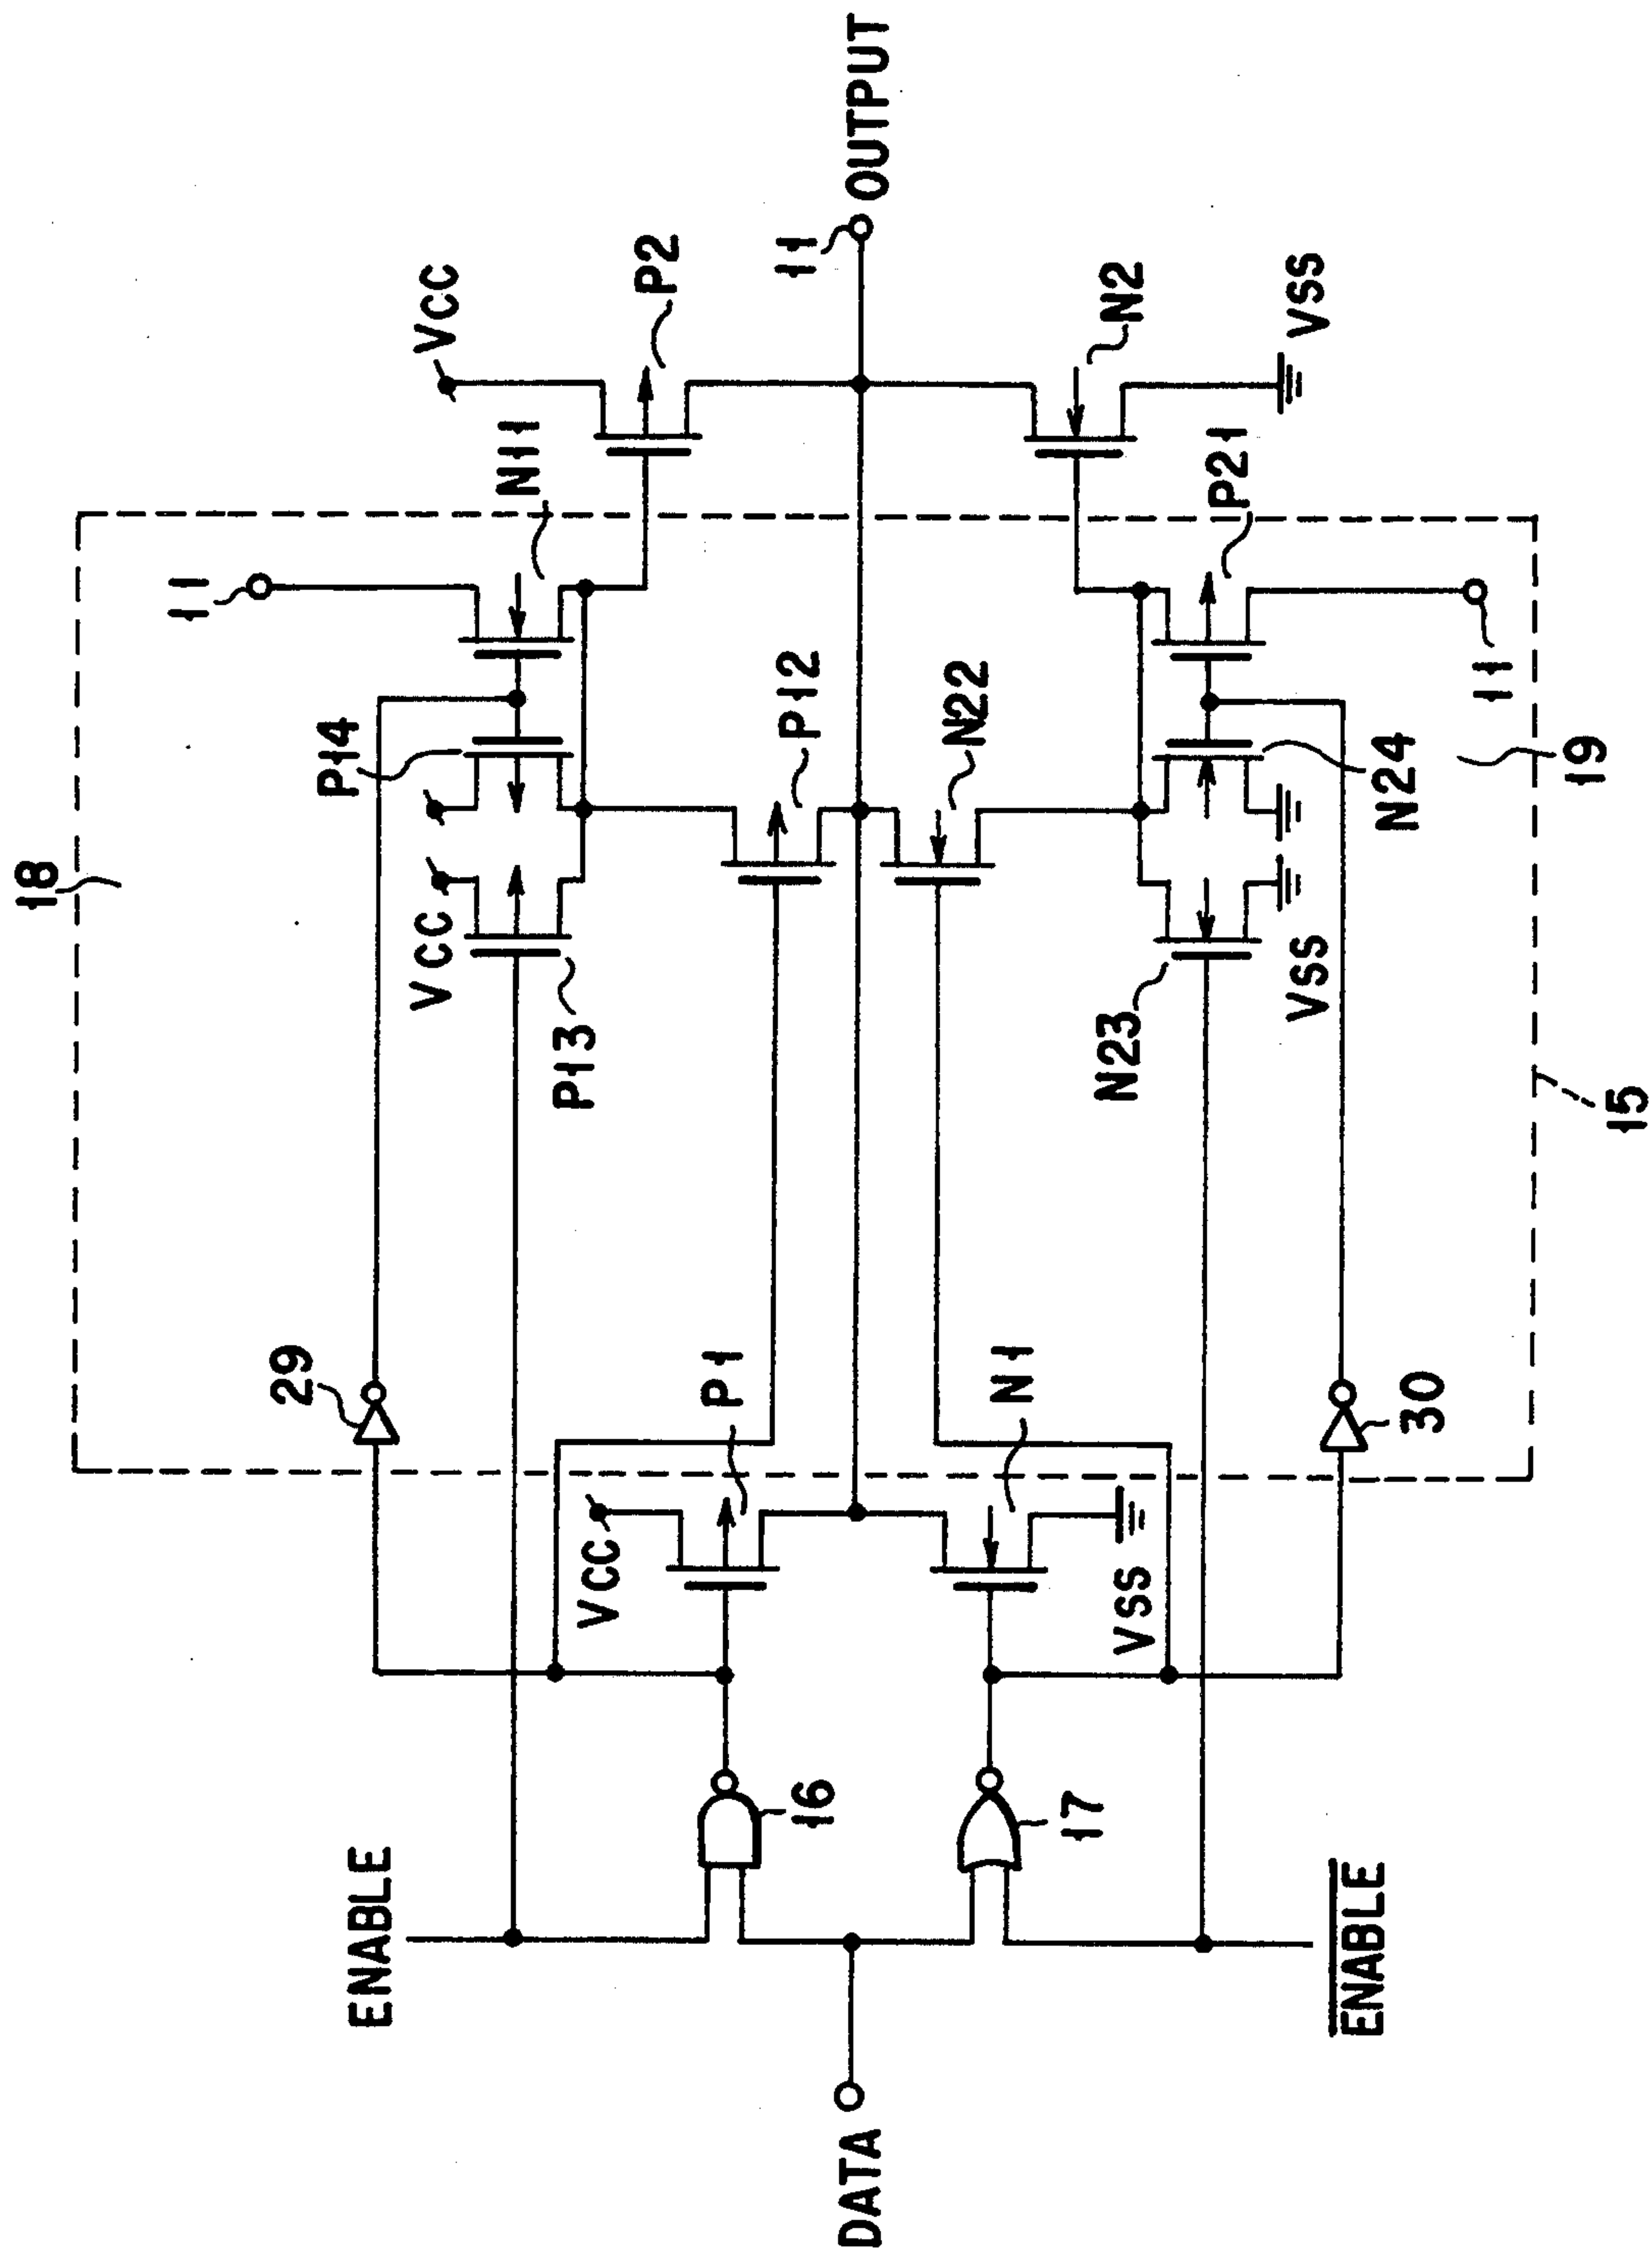 18
11
VCC
29
P14
N11
P2
VCC
P13
ENABLE
VCC
P1
P12
11
OUTPUT
16
DATA
N22
17
N1
VSS
N23
N2
P21
VSS
VSS
N24
11
ENABLE
30
19
15